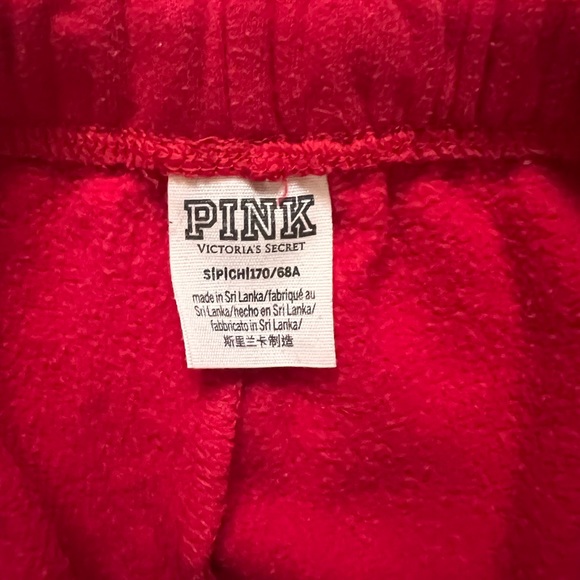 PINK
VICTORIA'S SECRET
S|P|CH|170/68A
made in Sri Lanka/fabriqué au
Sri Lanka/hecho en Sri Lanka/
fabbricato in Sri Lanka/
斯里兰卡制造